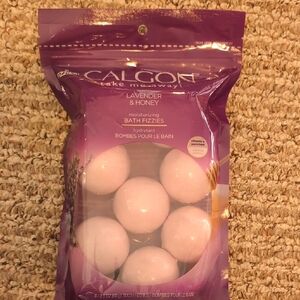 CALGON
take me away!
LAVENDER
& HONEY
moisturizing
BATH FIZZIES
hydratant
BOMBES POUR LE BAIN